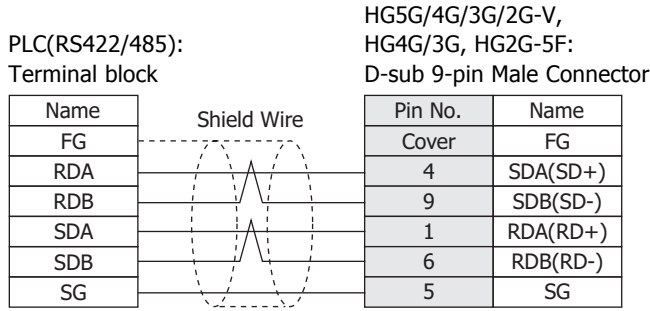 PLC(RS422/485):
Terminal block
HG5G/4G/3G/2G-V,
HG4G/3G, HG2G-5F:
D-sub 9-pin Male Connector
Name
Shield Wire
Pin No. Name
FG
Cover FG
RDA
4 SDA(SD+)
RDB
9 SDB(SD-)
SDA
1 RDA(RD+)
SDB
6 RDB(RD-)
SG
5 SG